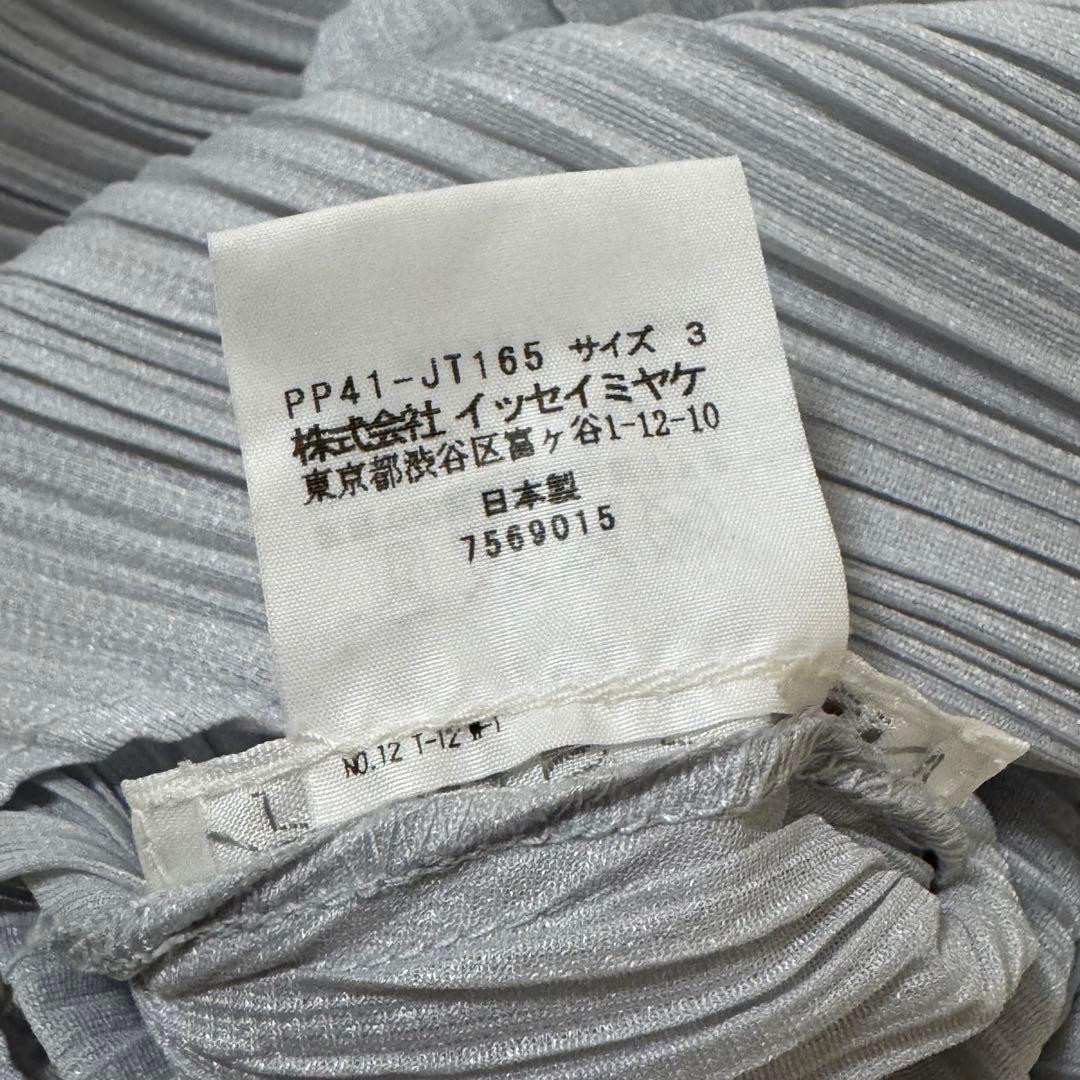 PP41-JT165 サイズ 3
株式会社 イッセイミヤケ
東京都渋谷区富ヶ谷1-12-10
日本製
7569015
NO.12 T-12 W-1